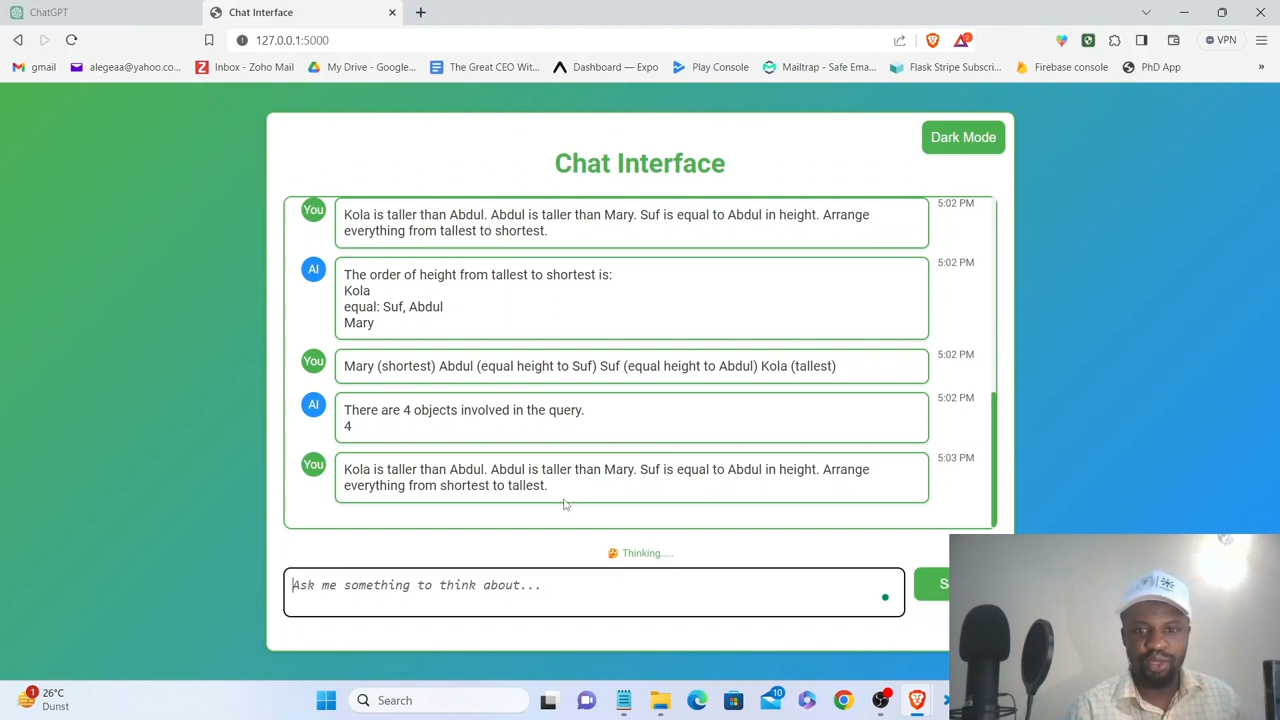 ChatGPT
Chat Interface
127.0.0.1:5000
2
VPN
gmail
alegeaa@yahoo.co...
Inbox - Zoho Mail
My Drive - Google...
The Great CEO Wit...
Dashboard — Expo
Play Console
Mailtrap - Safe Ema...
Flask Stripe Subscri...
Firebase console
PhD App
»
Dark Mode
Chat Interface
You
Kola is taller than Abdul. Abdul is taller than Mary. Suf is equal to Abdul in height. Arrange
everything from tallest to shortest.
5:02 PM
AI
The order of height from tallest to shortest is:
Kola
equal: Suf, Abdul
Mary
5:02 PM
You
Mary (shortest) Abdul (equal height to Suf) Suf (equal height to Abdul) Kola (tallest)
5:02 PM
AI
There are 4 objects involved in the query.
4
5:02 PM
You
Kola is taller than Abdul. Abdul is taller than Mary. Suf is equal to Abdul in height. Arrange
everything from shortest to tallest.
5:03 PM
Thinking.....
Ask me something to think about...
S
1
26°C
Dust
Search
10